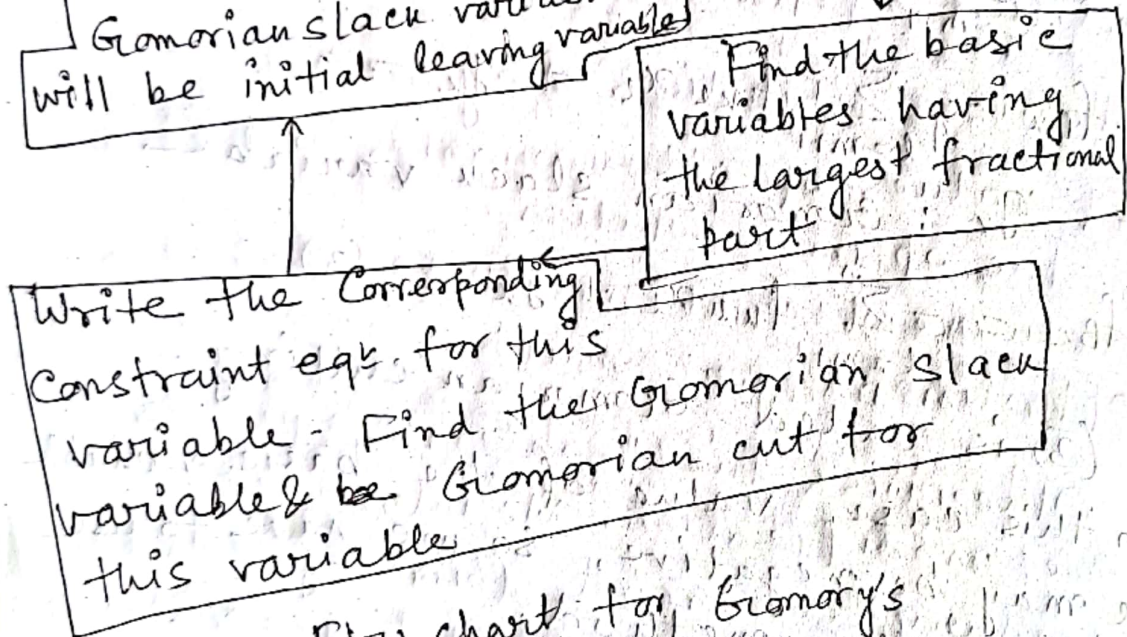 Gomorian slack
will be initial leaving variable
Find the basic
variables having
the largest fractional
part
Write the Corresponding
Constraint eqn. for this
variable - Find the Gomorian slack
variable & be Gomorian cut for
this variable
chart for Gomory's